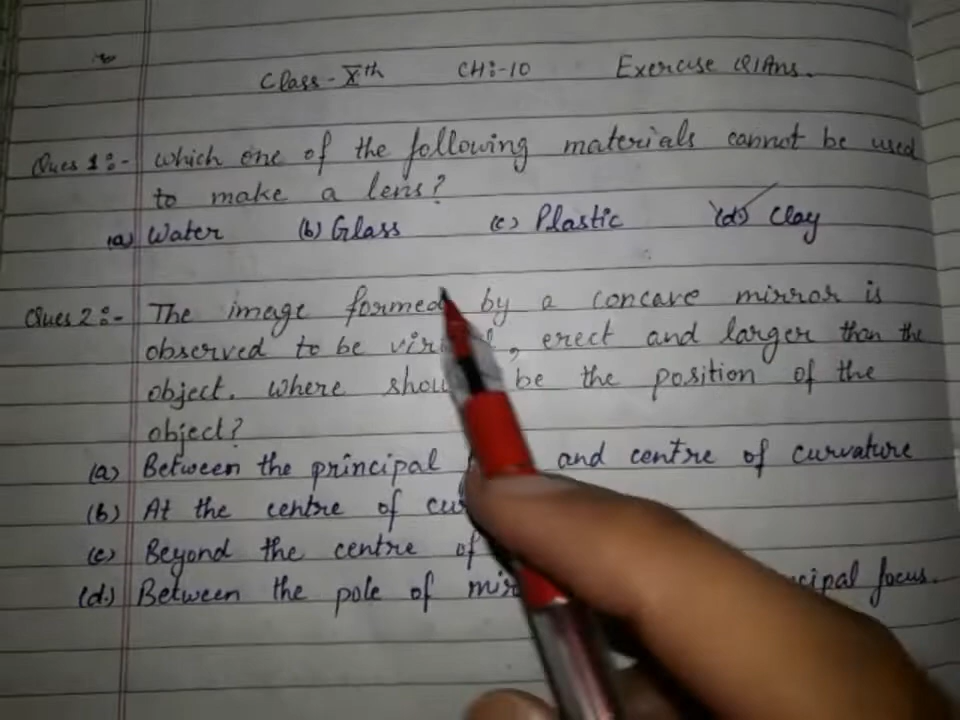 Class - Xth CH:-10 Exercise Q/Ans.
Ques 1:- which one of the following materials cannot be used
to make a lens?
(a) Water (b) Glass (c) Plastic (d) Clay
Ques 2:- The image formed by a concave mirror is
observed to be , erect and larger than the
object. where be the position of the
object?
(a) Between the principal and centre of curvature
(b) At the centre of
(c) Beyond the centre of
(d) Between the pole of focus.